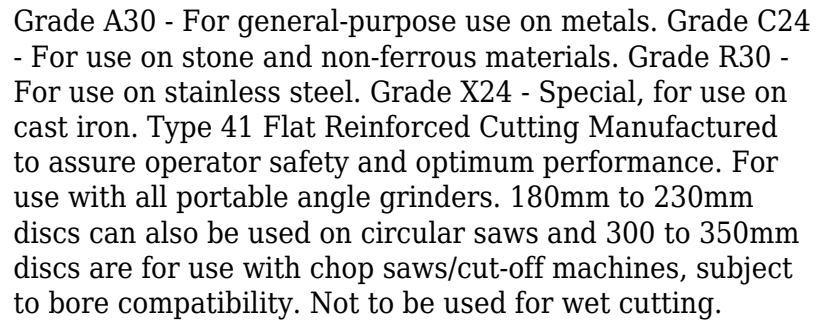 Grade A30 - For general-purpose use on metals. Grade C24
- For use on stone and non-ferrous materials. Grade R30 -
For use on stainless steel. Grade X24 - Special, for use on
cast iron. Type 41 Flat Reinforced Cutting Manufactured
to assure operator safety and optimum performance. For
use with all portable angle grinders. 180mm to 230mm
discs can also be used on circular saws and 300 to 350mm
discs are for use with chop saws/cut-off machines, subject
to bore compatibility. Not to be used for wet cutting.